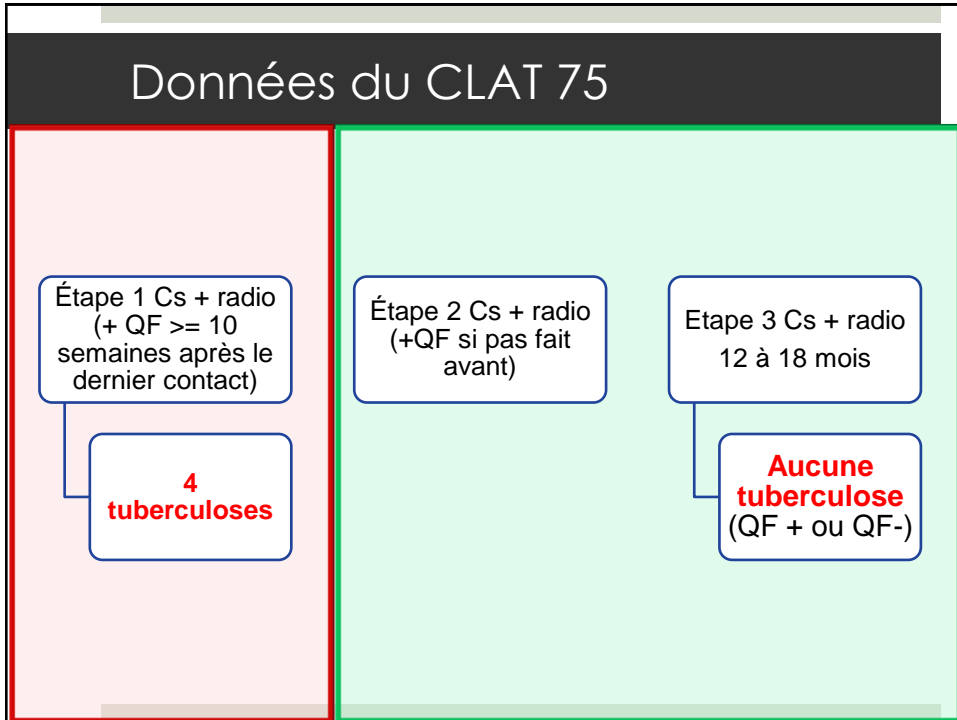 Données du CLAT 75
Étape 1 Cs + radio
(+ QF >= 10
semaines après le
dernier contact)
4
tuberculoses
Étape 2 Cs + radio
(+QF si pas fait
avant)
Etape 3 Cs + radio
12 à 18 mois
Aucune
tuberculose
(QF + ou QF-)